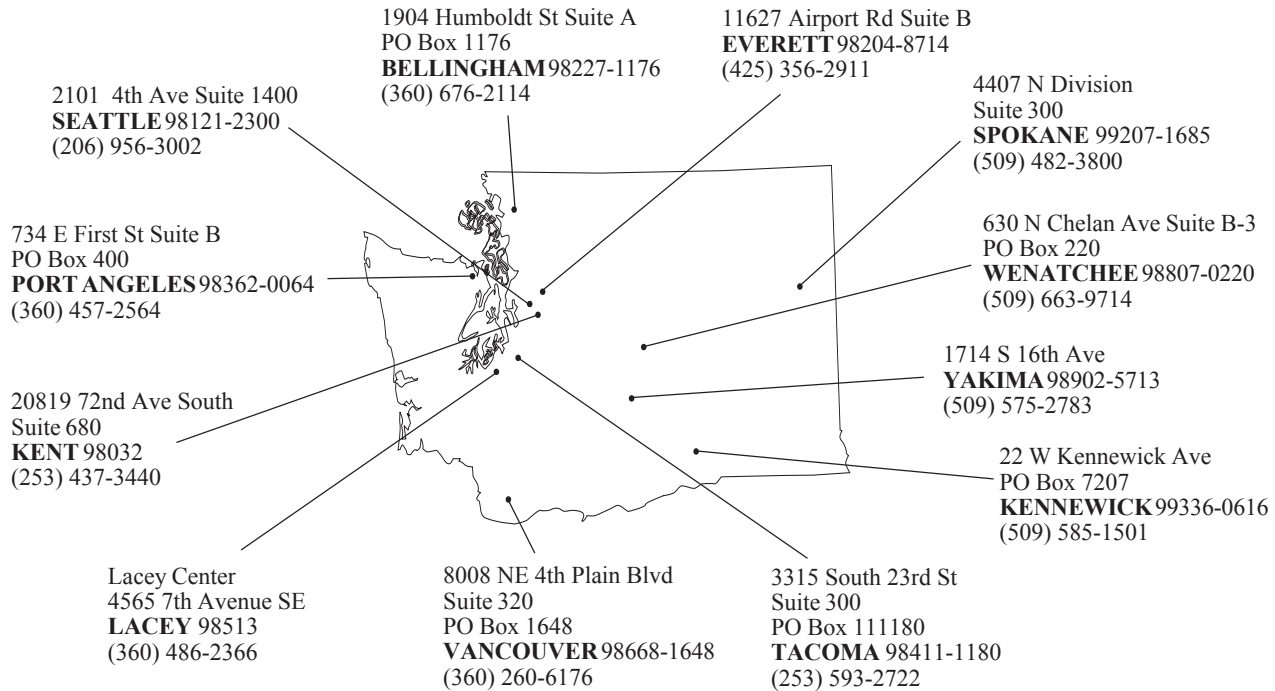 1904 Humboldt St Suite A
PO Box 1176
BELLINGHAM 98227-1176
(360) 676-2114
11627 Airport Rd Suite B
EVERETT 98204-8714
(425) 356-2911
2101 4th Ave Suite 1400
SEATTLE 98121-2300
(206) 956-3002
4407 N Division
Suite 300
SPOKANE 99207-1685
(509) 482-3800
734 E First St Suite B
PO Box 400
PORT ANGELES 98362-0064
(360) 457-2564
630 N Chelan Ave Suite B-3
PO Box 220
WENATCHEE 98807-0220
(509) 663-9714
1714 S 16th Ave
YAKIMA 98902-5713
(509) 575-2783
20819 72nd Ave South
Suite 680
KENT 98032
(253) 437-3440
22 W Kennewick Ave
PO Box 7207
KENNEWICK 99336-0616
(509) 585-1501
Lacey Center
4565 7th Avenue SE
LACEY 98513
(360) 486-2366
8008 NE 4th Plain Blvd
Suite 320
PO Box 1648
VANCOUVER 98668-1648
(360) 260-6176
3315 South 23rd St
Suite 300
PO Box 111180
TACOMA 98411-1180
(253) 593-2722